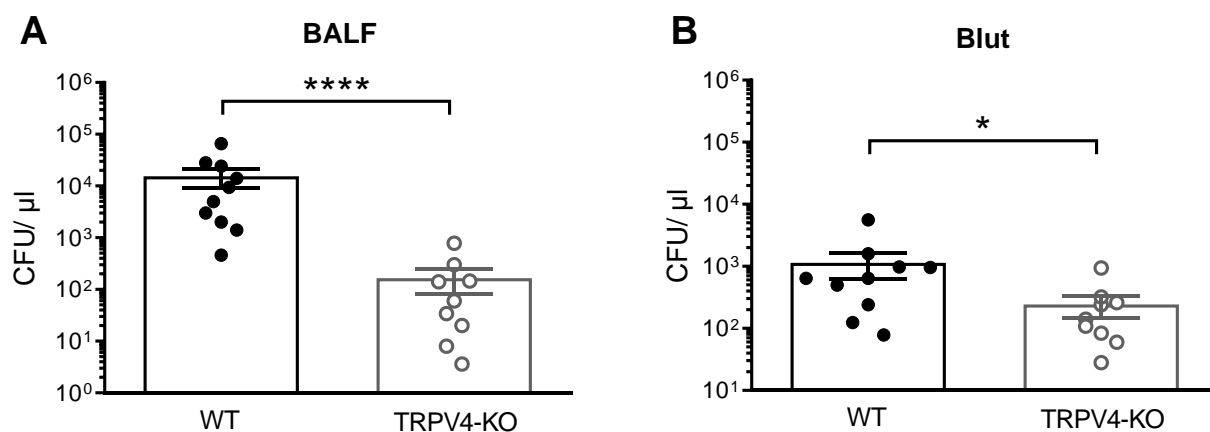 A
BALF
CFU/ µl
10⁶
10⁵
10⁴
10³
10²
10¹
10⁰
****
WT
TRPV4-KO
B
Blut
CFU/ µl
10⁶
10⁵
10⁴
10³
10²
10¹
*
WT
TRPV4-KO